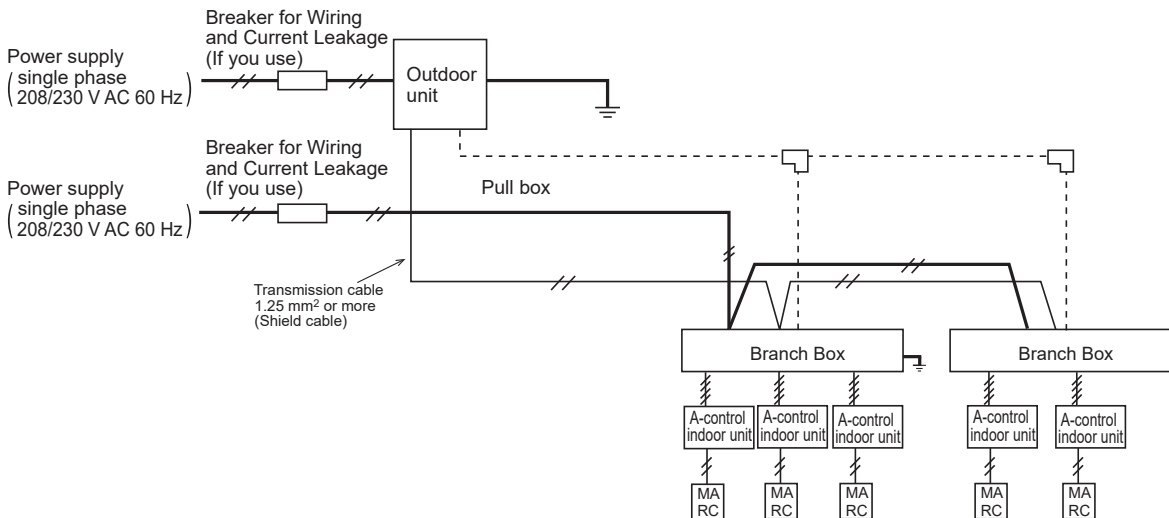 Breaker for Wiring
and Current Leakage
(If you use)
Power supply
(single phase
208/230 V AC 60 Hz)
Outdoor
unit
Breaker for Wiring
and Current Leakage
(If you use)
Power supply
(single phase
208/230 V AC 60 Hz)
Pull box
Transmission cable
1.25 mm² or more
(Shield cable)
Branch Box
Branch Box
A-control
indoor unit
A-control
indoor unit
A-control
indoor unit
A-control
indoor unit
A-control
indoor unit
MA
RC
MA
RC
MA
RC
MA
RC
MA
RC